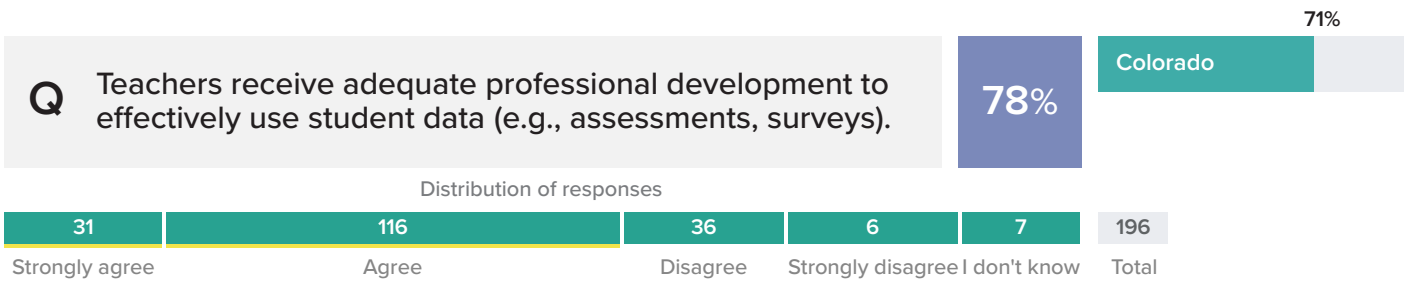 71%
Q
Teachers receive adequate professional development to
effectively use student data (e.g., assessments, surveys).
78%
Colorado
Distribution of responses
31 116 36 6 7 196
Strongly agree Agree Disagree Strongly disagree I don't know Total